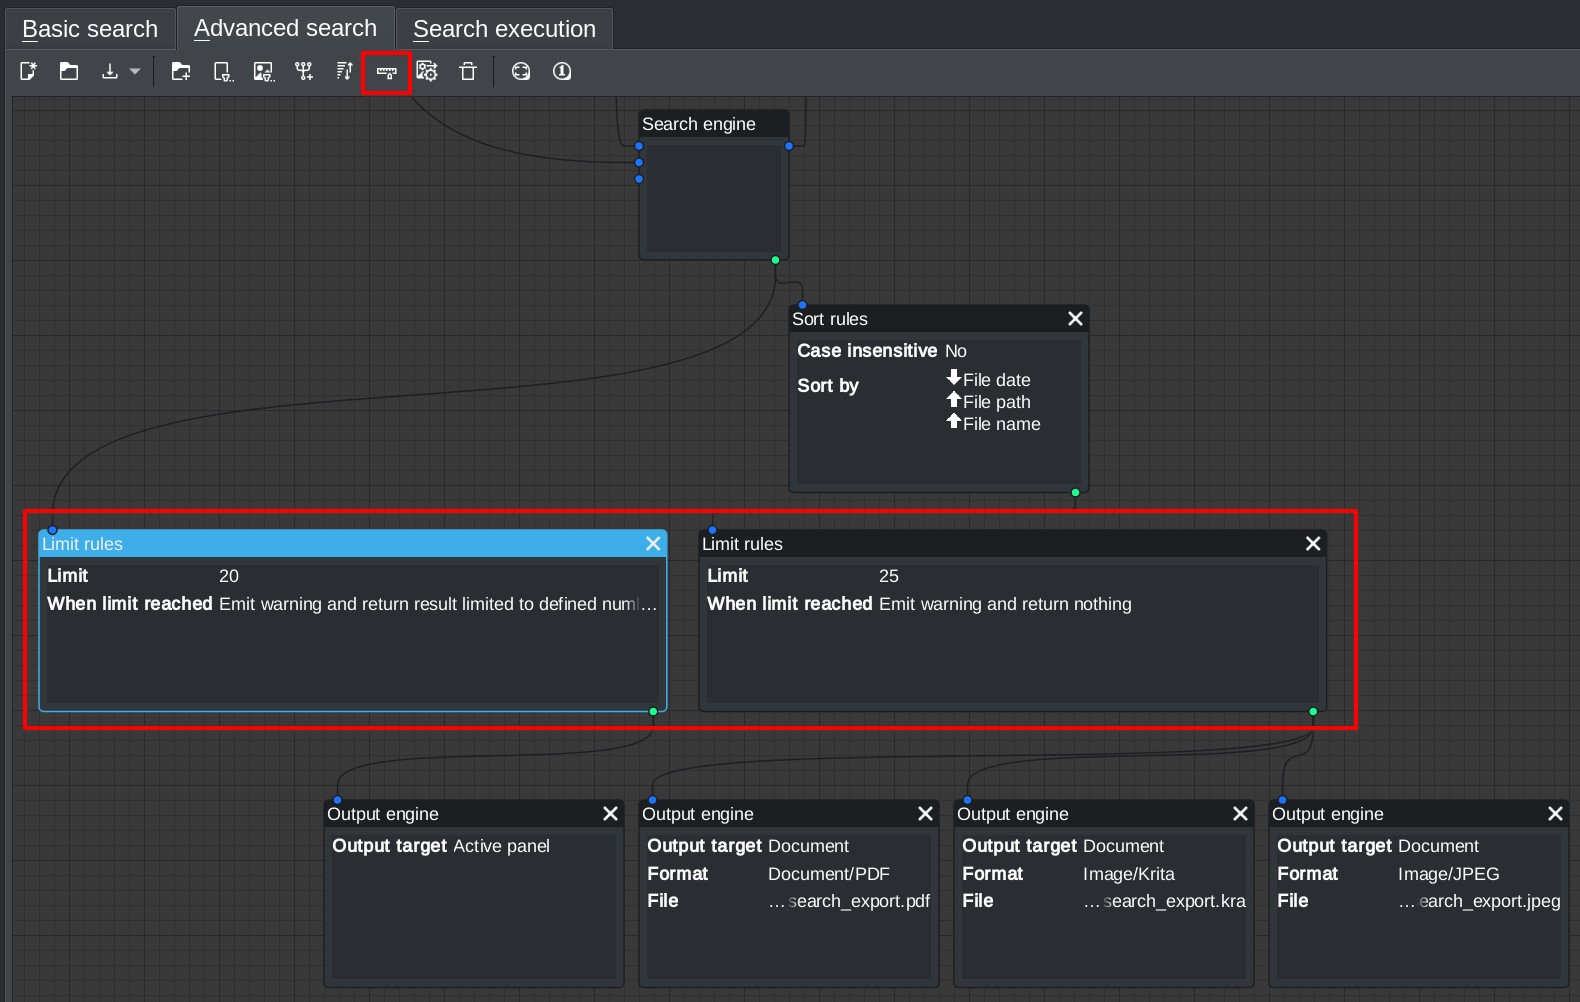 Basic search
Advanced search
Search execution
Search engine
Sort rules
Case insensitive No
Sort by
File date
File path
File name
Limit rules
Limit 20
When limit reached Emit warning and return result limited to defined num…
Limit rules
Limit 25
When limit reached Emit warning and return nothing
Output engine
Output target Active panel
Output engine
Output target Document
Format Document/PDF
File …search_export.pdf
Output engine
Output target Document
Format Image/Krita
File …search_export.kra
Output engine
Output target Document
Format Image/JPEG
File …earch_export.jpeg